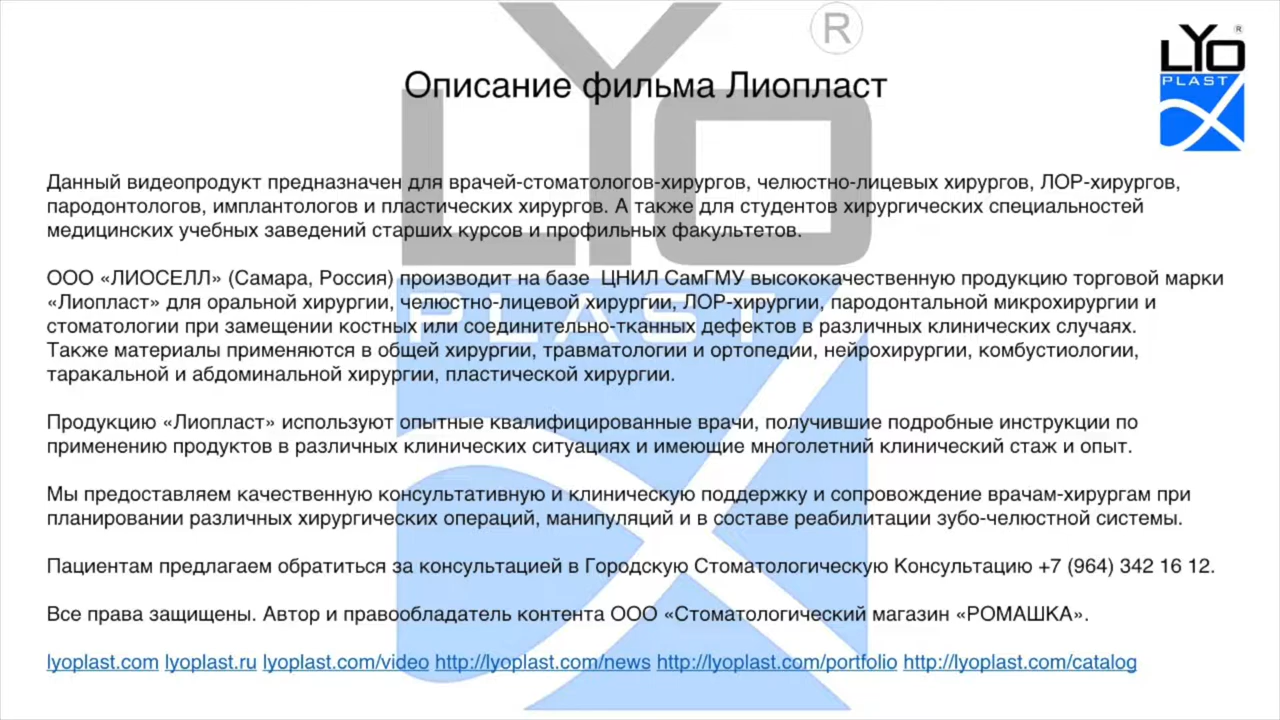 LYO
®
PLAST
Описание фильма Лиопласт
LYO
®
PLAST
Данный видеопродукт предназначен для врачей-стоматологов-хирургов, челюстно-лицевых хирургов, ЛОР-хирургов,
пародонтологов, имплантологов и пластических хирургов. А также для студентов хирургических специальностей
медицинских учебных заведений старших курсов и профильных факультетов.
ООО «ЛИОСЕЛЛ» (Самара, Россия) производит на базе ЦНИЛ СамГМУ высококачественную продукцию торговой марки
«Лиопласт» для оральной хирургии, челюстно-лицевой хирургии, ЛОР-хирургии, пародонтальной микрохирургии и
стоматологии при замещении костных или соединительно-тканных дефектов в различных клинических случаях.
Также материалы применяются в общей хирургии, травматологии и ортопедии, нейрохирургии, комбустиологии,
таракальной и абдоминальной хирургии, пластической хирургии.
Продукцию «Лиопласт» используют опытные квалифицированные врачи, получившие подробные инструкции по
применению продуктов в различных клинических ситуациях и имеющие многолетний клинический стаж и опыт.
Мы предоставляем качественную консультативную и клиническую поддержку и сопровождение врачам-хирургам при
планировании различных хирургических операций, манипуляций и в составе реабилитации зубо-челюстной системы.
Пациентам предлагаем обратиться за консультацией в Городскую Стоматологическую Консультацию +7 (964) 342 16 12.
Все права защищены. Автор и правообладатель контента ООО «Стоматологический магазин «РОМАШКА».
lyoplast.com lyoplast.ru lyoplast.com/video http://lyoplast.com/news http://lyoplast.com/portfolio http://lyoplast.com/catalog